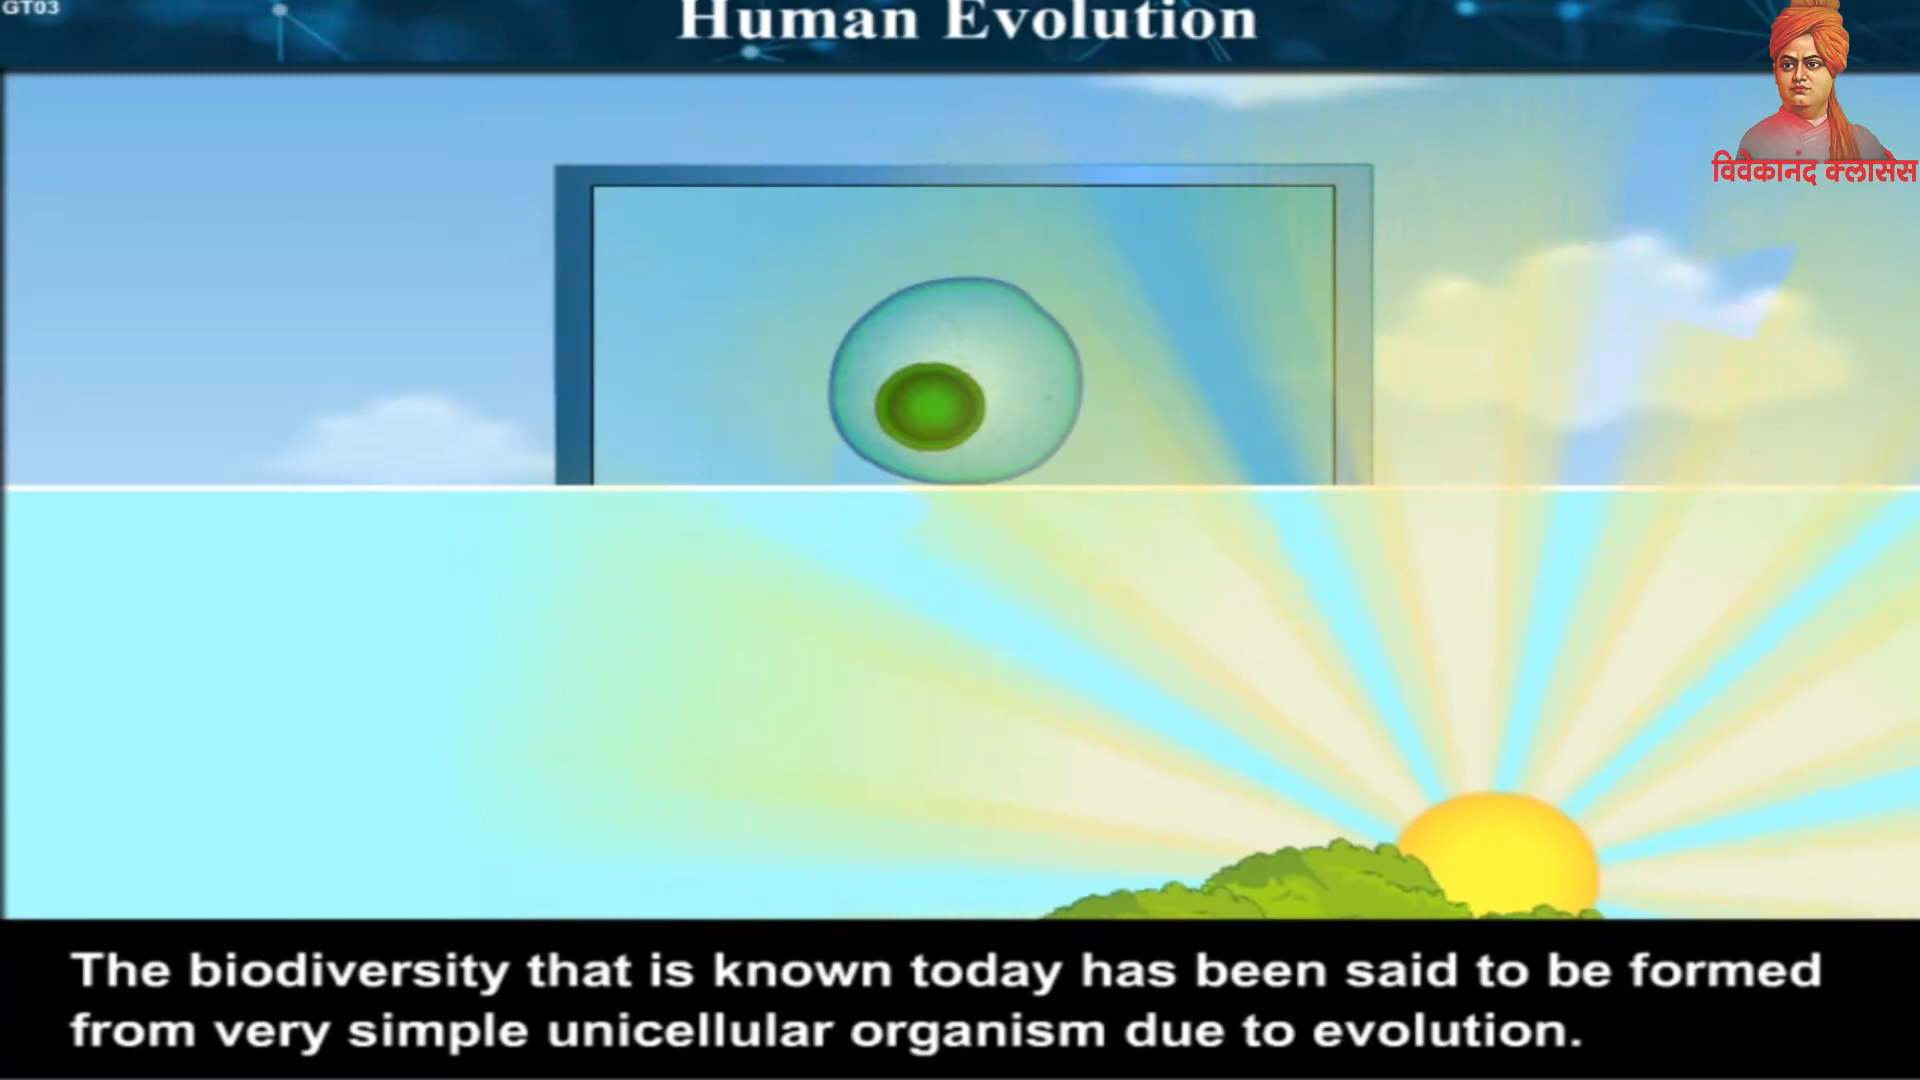 GT03
Human Evolution
विवेकानंद क्लासेस
The biodiversity that is known today has been said to be formed
from very simple unicellular organism due to evolution.